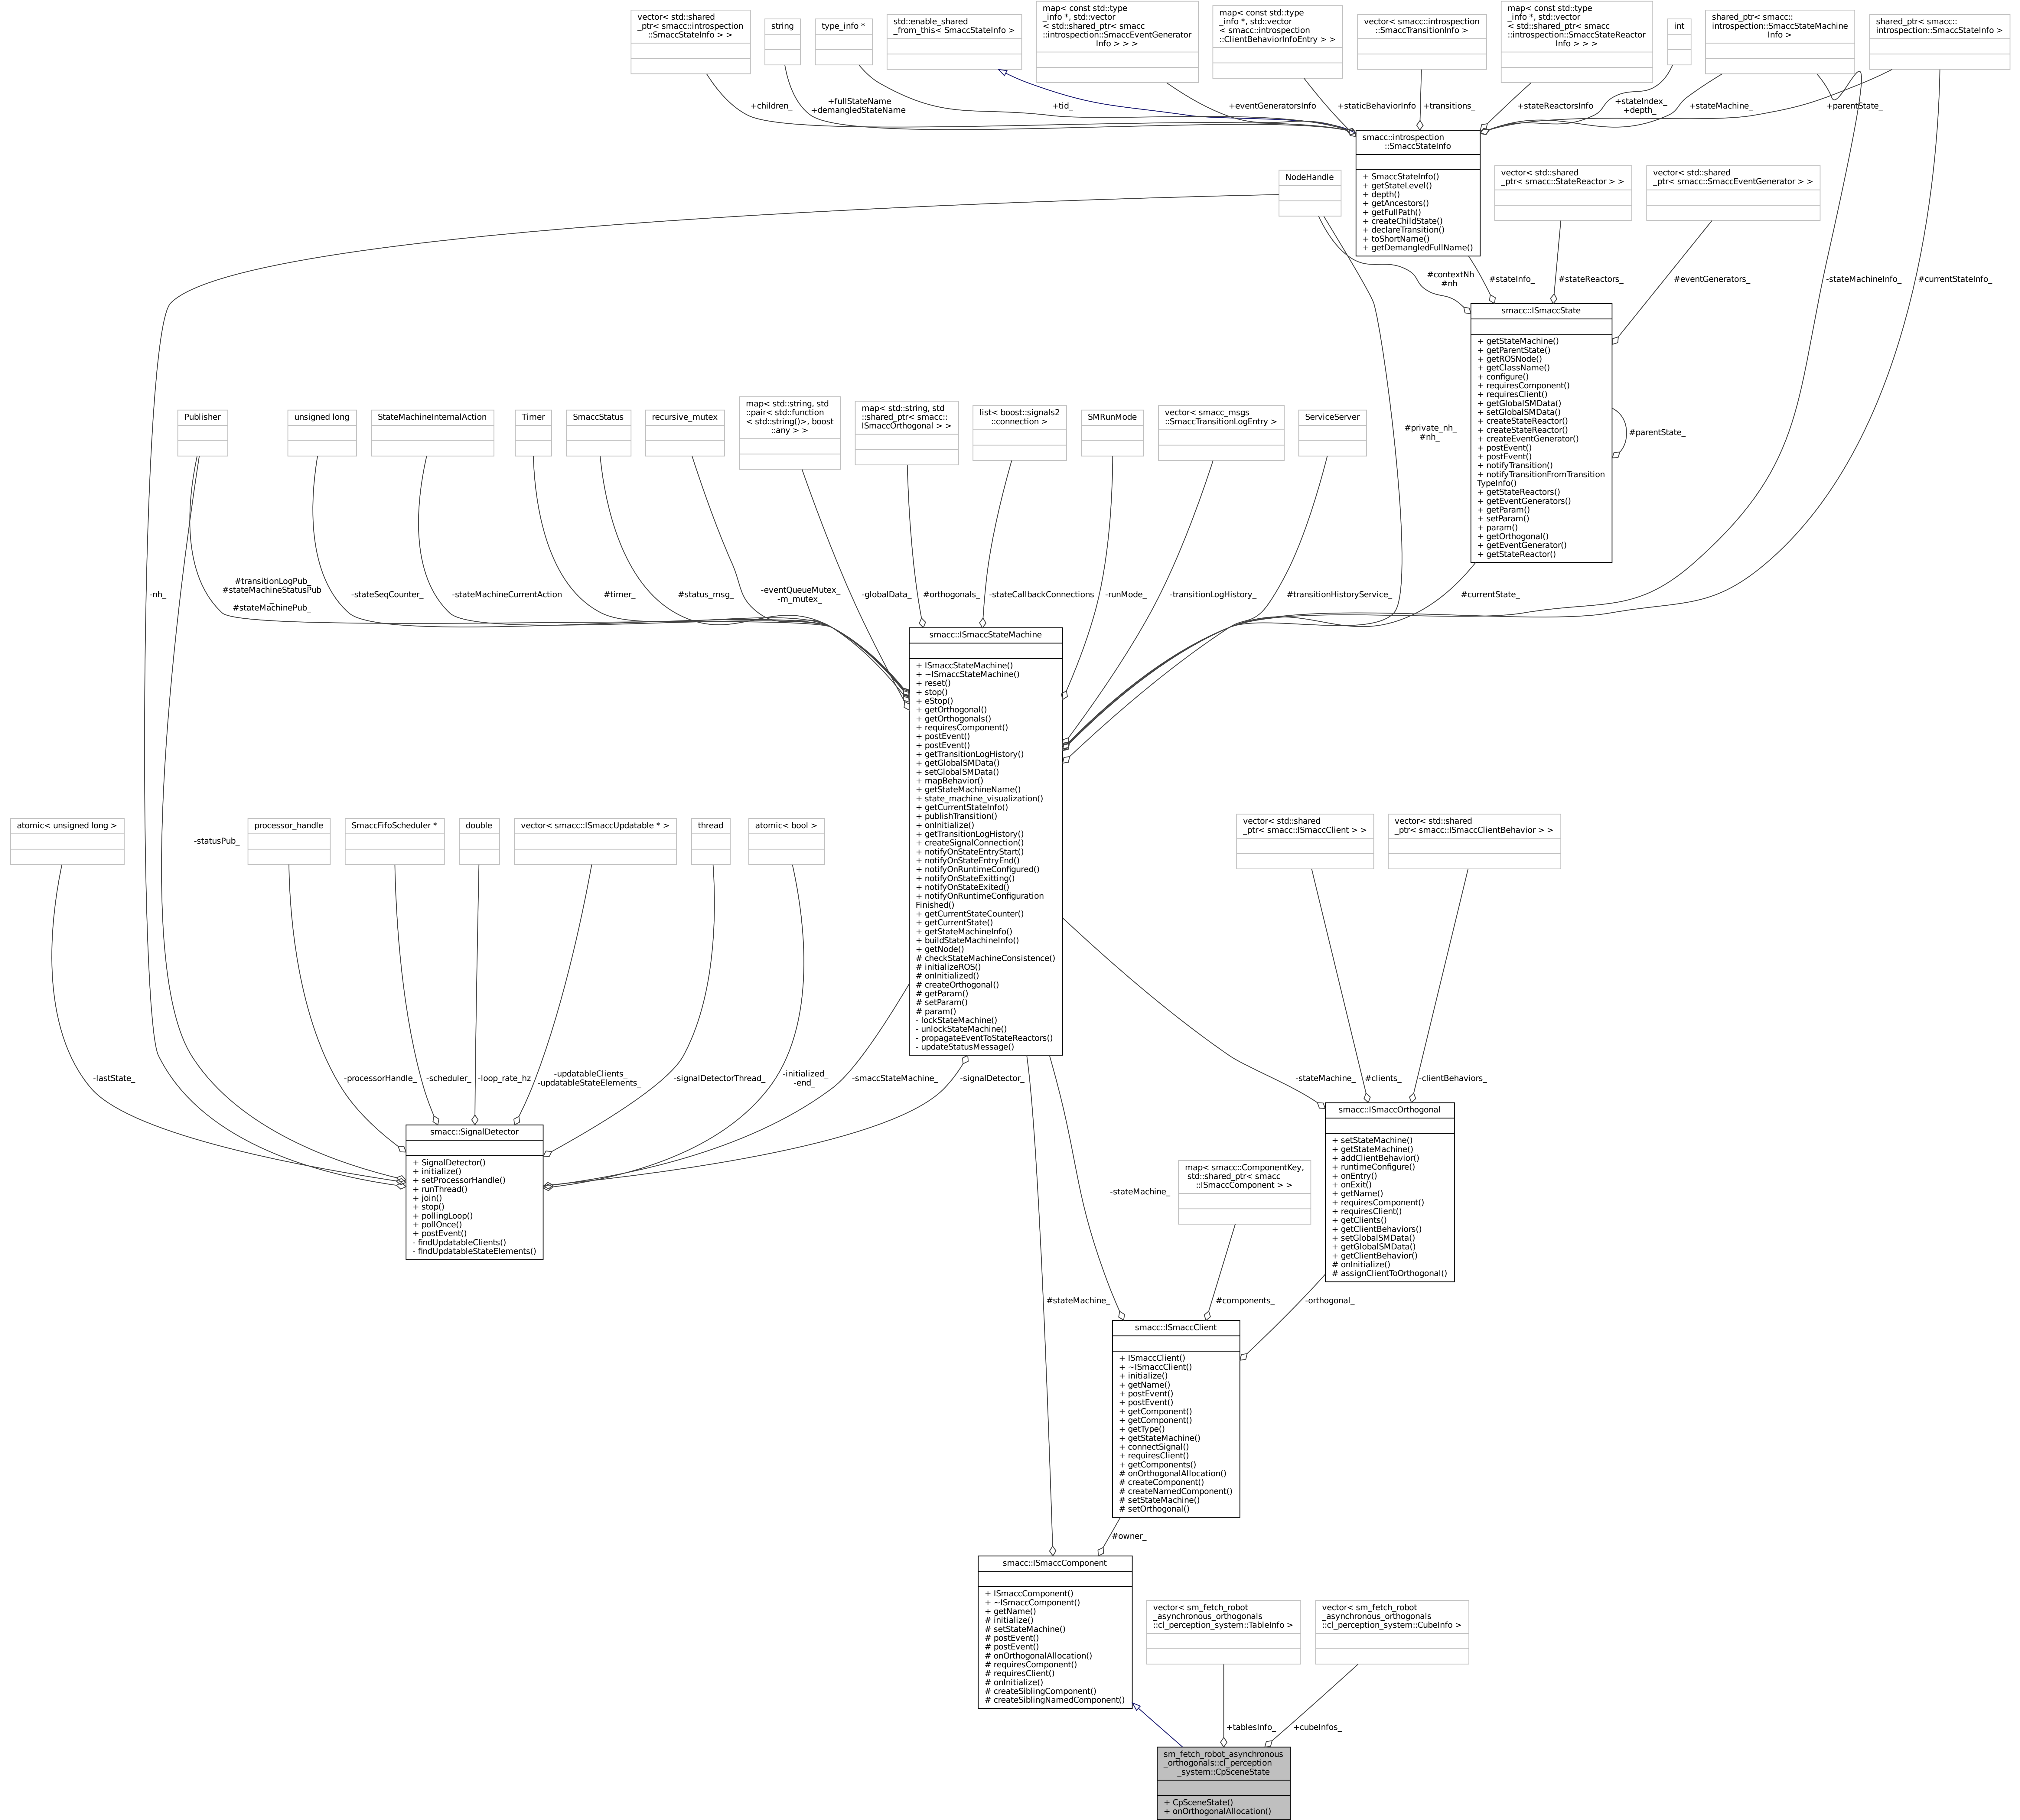 vector< std::shared
_ptr< smacc::introspection
::SmaccStateInfo > >
string
type_info *
std::enable_shared
_from_this< SmaccStateInfo >
map< const std::type
_info *, std::vector
< std::shared_ptr< smacc
::introspection::SmaccEventGenerator
Info > > >
map< const std::type
_info *, std::vector
< smacc::introspection
::ClientBehaviorInfoEntry > >
vector< smacc::introspection
::SmaccTransitionInfo >
map< const std::type
_info *, std::vector
< std::shared_ptr< smacc
::introspection::SmaccStateReactor
Info > > >
int
shared_ptr< smacc::
introspection::SmaccStateMachine
Info >
shared_ptr< smacc::
introspection::SmaccStateInfo >
+children_
+fullStateName
+demangledStateName
+tid_
+eventGeneratorsInfo
+staticBehaviorInfo
+transitions_
+stateReactorsInfo
+stateIndex_
+depth_
+stateMachine_
+parentState_
smacc::introspection
::SmaccStateInfo
+ SmaccStateInfo()
+ getStateLevel()
+ depth()
+ getAncestors()
+ getFullPath()
+ createChildState()
+ declareTransition()
+ toShortName()
+ getDemangledFullName()
NodeHandle
vector< std::shared
_ptr< smacc::StateReactor > >
vector< std::shared
_ptr< smacc::SmaccEventGenerator > >
#contextNh
#nh
#stateInfo_
#stateReactors_
#eventGenerators_
-stateMachineInfo_
#currentStateInfo_
smacc::ISmaccState
+ getStateMachine()
+ getParentState()
+ getROSNode()
+ getClassName()
+ configure()
+ requiresComponent()
+ requiresClient()
+ getGlobalSMData()
+ setGlobalSMData()
+ createStateReactor()
+ createStateReactor()
+ createEventGenerator()
+ postEvent()
+ postEvent()
+ notifyTransition()
+ notifyTransitionFromTransition
TypeInfo()
+ getStateReactors()
+ getEventGenerators()
+ getParam()
+ setParam()
+ param()
+ getOrthogonal()
+ getEventGenerator()
+ getStateReactor()
#parentState_
Publisher
unsigned long
StateMachineInternalAction
Timer
SmaccStatus
recursive_mutex
map< std::string, std
::pair< std::function
< std::string()>, boost
::any > >
map< std::string, std
::shared_ptr< smacc::
ISmaccOrthogonal > >
list< boost::signals2
::connection >
SMRunMode
vector< smacc_msgs
::SmaccTransitionLogEntry >
ServiceServer
#private_nh_
#nh_
-nh_
#transitionLogPub_
#stateMachineStatusPub
_
#stateMachinePub_
-stateSeqCounter_
-stateMachineCurrentAction
#timer_
#status_msg_
-eventQueueMutex_
-m_mutex_
-globalData_
#orthogonals_
-stateCallbackConnections
-runMode_
-transitionLogHistory_
#transitionHistoryService_
#currentState_
smacc::ISmaccStateMachine
+ ISmaccStateMachine()
+ ~ISmaccStateMachine()
+ reset()
+ stop()
+ eStop()
+ getOrthogonal()
+ getOrthogonals()
+ requiresComponent()
+ postEvent()
+ postEvent()
+ getTransitionLogHistory()
+ getGlobalSMData()
+ setGlobalSMData()
+ mapBehavior()
+ getStateMachineName()
+ state_machine_visualization()
+ getCurrentStateInfo()
+ publishTransition()
+ onInitialize()
+ getTransitionLogHistory()
+ createSignalConnection()
+ notifyOnStateEntryStart()
+ notifyOnStateEntryEnd()
+ notifyOnRuntimeConfigured()
+ notifyOnStateExitting()
+ notifyOnStateExited()
+ notifyOnRuntimeConfiguration
Finished()
+ getCurrentStateCounter()
+ getCurrentState()
+ getStateMachineInfo()
+ buildStateMachineInfo()
+ getNode()
# checkStateMachineConsistence()
# initializeROS()
# onInitialized()
# createOrthogonal()
# getParam()
# setParam()
# param()
- lockStateMachine()
- unlockStateMachine()
- propagateEventToStateReactors()
- updateStatusMessage()
atomic< unsigned long >
-statusPub_
processor_handle
SmaccFifoScheduler *
double
vector< smacc::ISmaccUpdatable * >
thread
atomic< bool >
vector< std::shared
_ptr< smacc::ISmaccClient > >
vector< std::shared
_ptr< smacc::ISmaccClientBehavior > >
-lastState_
-processorHandle_
-scheduler_
-loop_rate_hz
-updatableClients_
-updatableStateElements_
-signalDetectorThread_
-initialized_
-end_
-smaccStateMachine_
-signalDetector_
-stateMachine_
#clients_
-clientBehaviors_
smacc::SignalDetector
+ SignalDetector()
+ initialize()
+ setProcessorHandle()
+ runThread()
+ join()
+ stop()
+ pollingLoop()
+ pollOnce()
+ postEvent()
- findUpdatableClients()
- findUpdatableStateElements()
smacc::ISmaccOrthogonal
+ setStateMachine()
+ getStateMachine()
+ addClientBehavior()
+ runtimeConfigure()
+ onEntry()
+ onExit()
+ getName()
+ requiresComponent()
+ requiresClient()
+ getClients()
+ getClientBehaviors()
+ setGlobalSMData()
+ getGlobalSMData()
+ getClientBehavior()
# onInitialize()
# assignClientToOrthogonal()
-stateMachine_
map< smacc::ComponentKey,
std::shared_ptr< smacc
::ISmaccComponent > >
#stateMachine_
#components_
-orthogonal_
smacc::ISmaccClient
+ ISmaccClient()
+ ~ISmaccClient()
+ initialize()
+ getName()
+ postEvent()
+ postEvent()
+ getComponent()
+ getComponent()
+ getType()
+ getStateMachine()
+ connectSignal()
+ requiresClient()
+ getComponents()
# onOrthogonalAllocation()
# createComponent()
# createNamedComponent()
# setStateMachine()
# setOrthogonal()
#owner_
smacc::ISmaccComponent
+ ISmaccComponent()
+ ~ISmaccComponent()
+ getName()
# initialize()
# setStateMachine()
# postEvent()
# postEvent()
# onOrthogonalAllocation()
# requiresComponent()
# requiresClient()
# onInitialize()
# createSiblingComponent()
# createSiblingNamedComponent()
vector< sm_fetch_robot
_asynchronous_orthogonals
::cl_perception_system::TableInfo >
vector< sm_fetch_robot
_asynchronous_orthogonals
::cl_perception_system::CubeInfo >
+tablesInfo_
+cubeInfos_
sm_fetch_robot_asynchronous
_orthogonals::cl_perception
_system::CpSceneState
+ CpSceneState()
+ onOrthogonalAllocation()